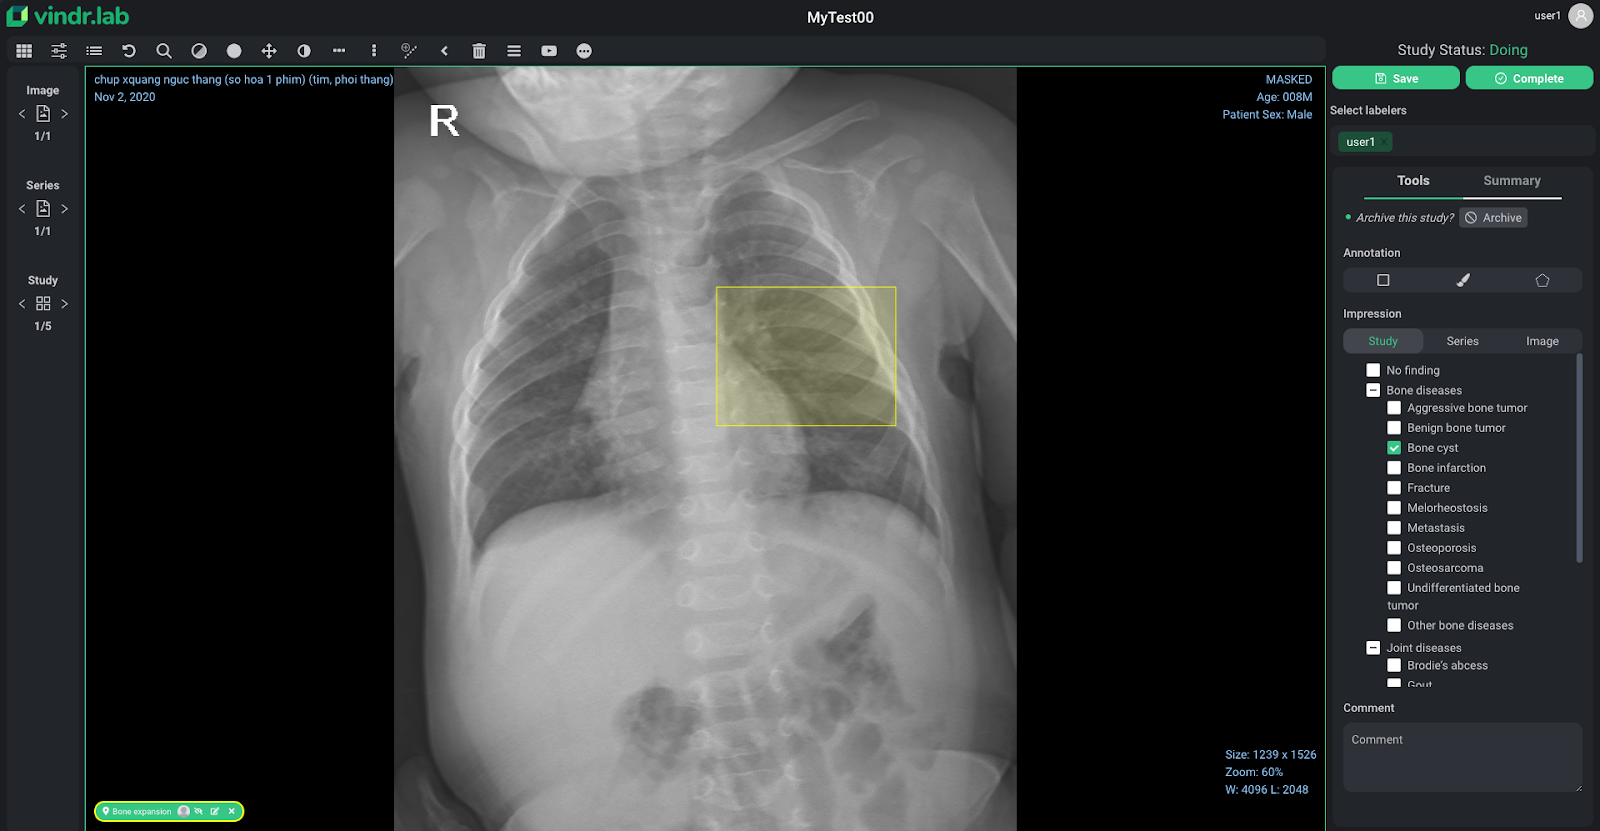 vindr.lab
MyTest00
user1
Study Status: Doing
Save
Complete
Select labelers
user1
Tools
Summary
Archive this study?
Archive
Annotation
Impression
Study
Series
Image
No finding
Bone diseases
Aggressive bone tumor
Benign bone tumor
Bone cyst
Bone infarction
Fracture
Melorheostosis
Metastasis
Osteoporosis
Osteosarcoma
Undifferentiated bone
tumor
Other bone diseases
Joint diseases
Brodie's abcess
Gout
Comment
Comment
Image
1/1
Series
1/1
Study
1/5
chup xquang nguc thang (so hoa 1 phim) (tim, phoi thang)
Nov 2, 2020
R
MASKED
Age: 008M
Patient Sex: Male
Size: 1239 x 1526
Zoom: 60%
W: 4096 L: 2048
Bone expansion